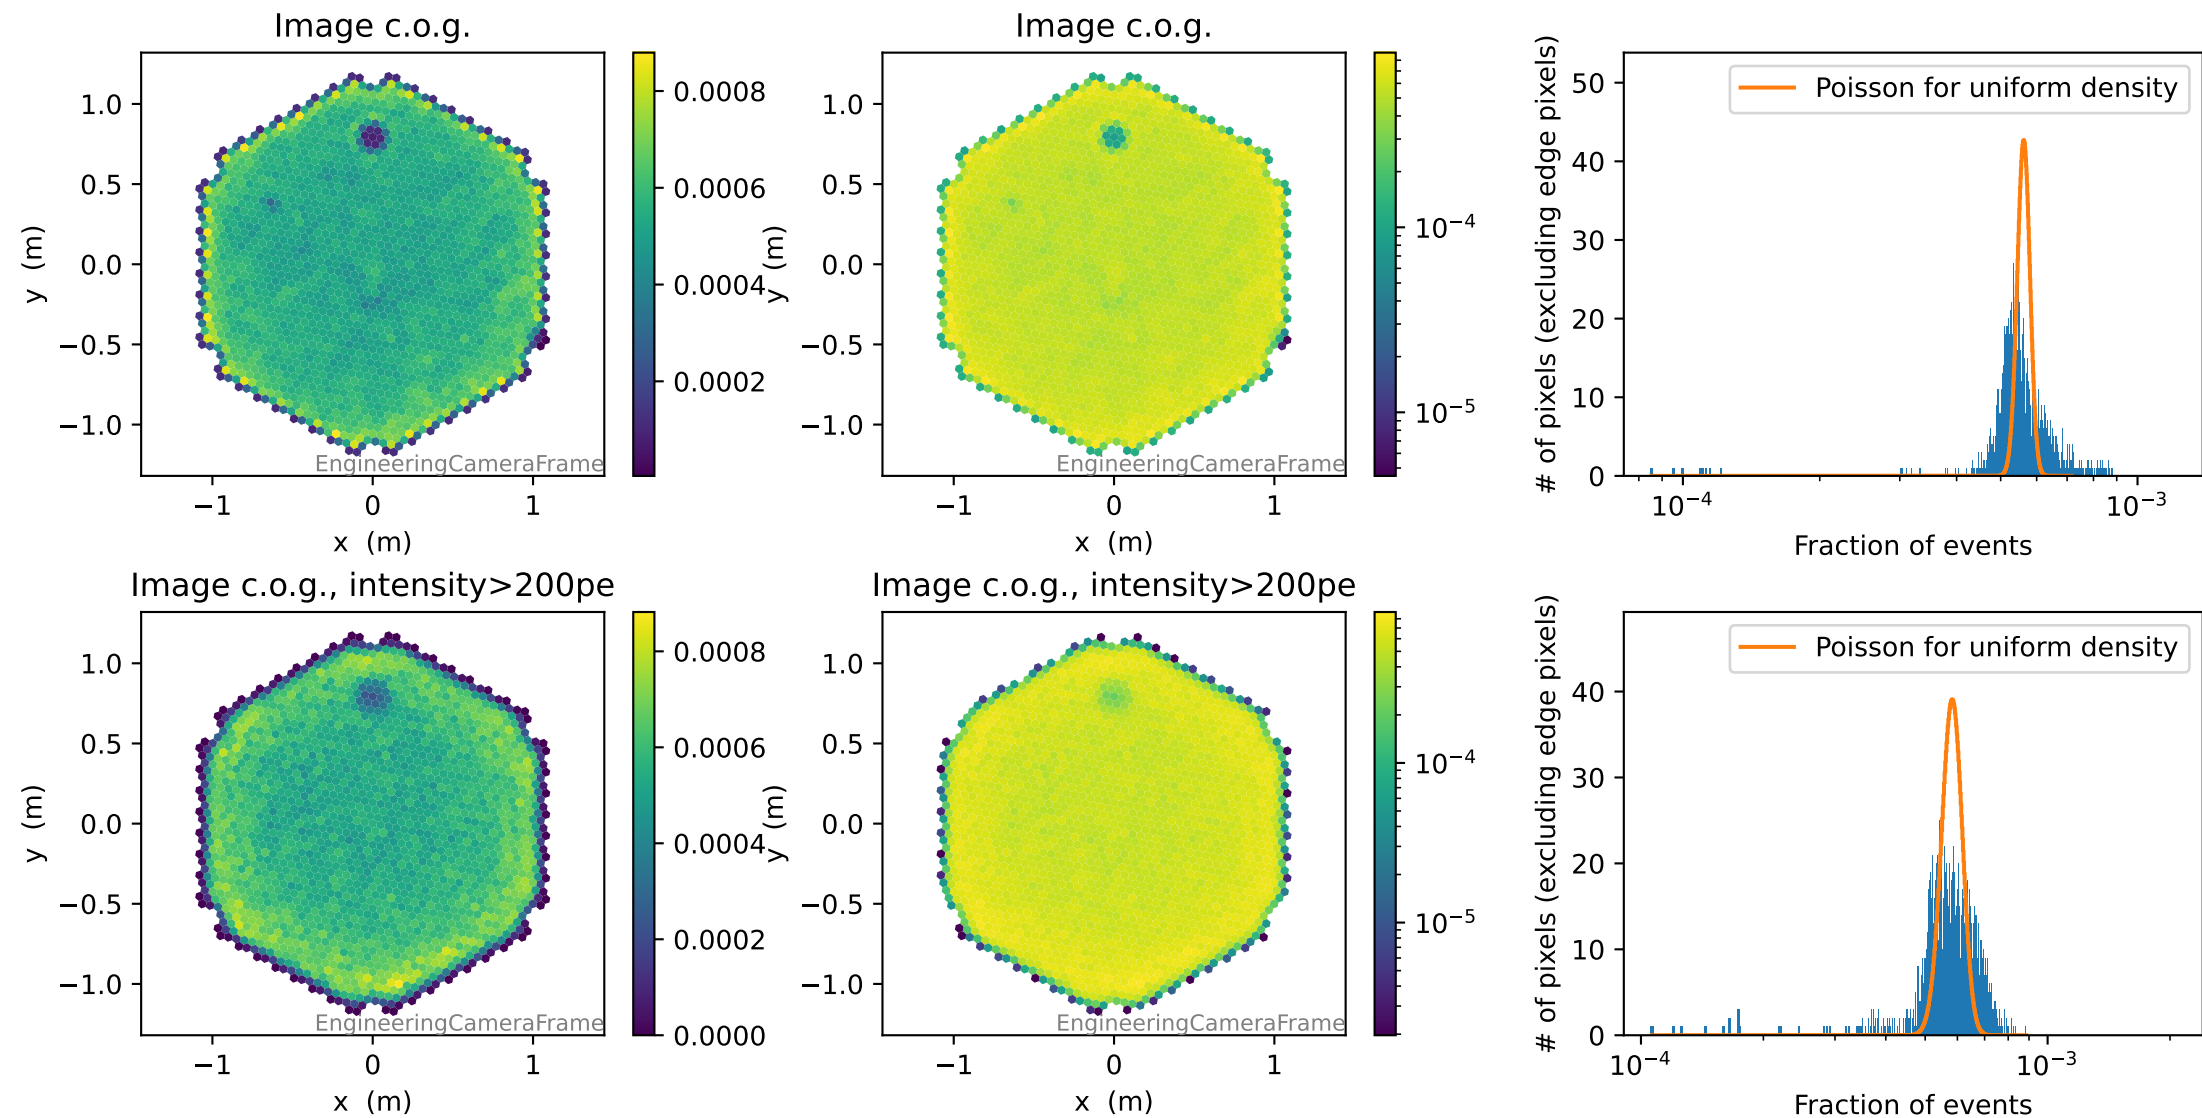 Image c.o.g.
y (m)
1.0
0.5
0.0
−0.5
−1.0
EngineeringCameraFrame
−1 0 1
x (m)
0.0008
0.0006
0.0004
0.0002
Image c.o.g.
y (m)
1.0
0.5
0.0
−0.5
−1.0
EngineeringCameraFrame
−1 0 1
x (m)
10⁻⁴
10⁻⁵
# of pixels (excluding edge pixels)
50
40
30
20
10
0
Poisson for uniform density
10⁻⁴ 10⁻³
Fraction of events
Image c.o.g., intensity>200pe
y (m)
1.0
0.5
0.0
−0.5
−1.0
EngineeringCameraFrame
−1 0 1
x (m)
0.0008
0.0006
0.0004
0.0002
0.0000
Image c.o.g., intensity>200pe
y (m)
1.0
0.5
0.0
−0.5
−1.0
EngineeringCameraFrame
−1 0 1
x (m)
10⁻⁴
10⁻⁵
# of pixels (excluding edge pixels)
40
30
20
10
0
Poisson for uniform density
10⁻⁴ 10⁻³
Fraction of events